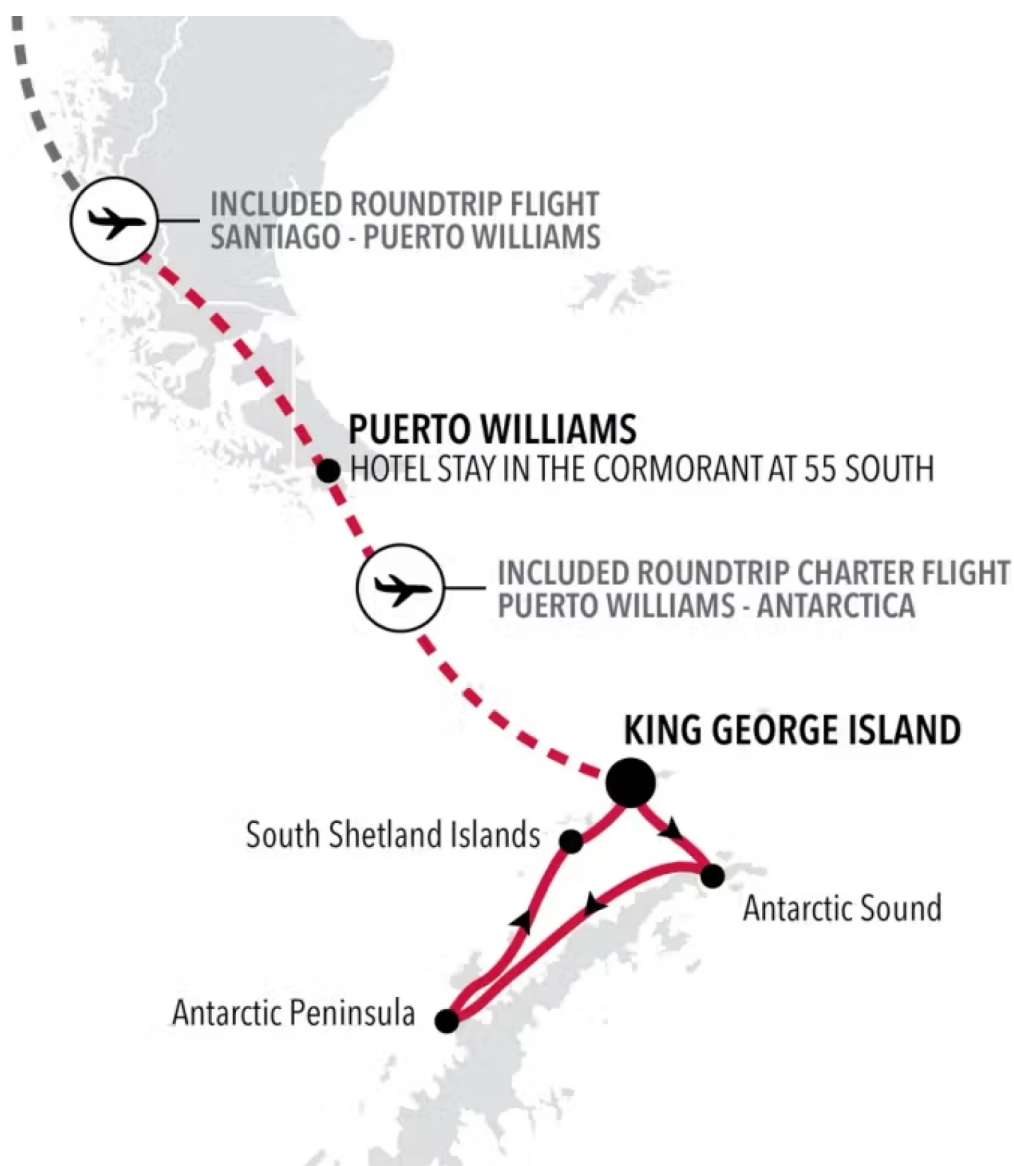 INCLUDED ROUNDTRIP FLIGHT
SANTIAGO - PUERTO WILLIAMS
PUERTO WILLIAMS
HOTEL STAY IN THE CORMORANT AT 55 SOUTH
INCLUDED ROUNDTRIP CHARTER FLIGHT
PUERTO WILLIAMS - ANTARCTICA
KING GEORGE ISLAND
South Shetland Islands
Antarctic Sound
Antarctic Peninsula